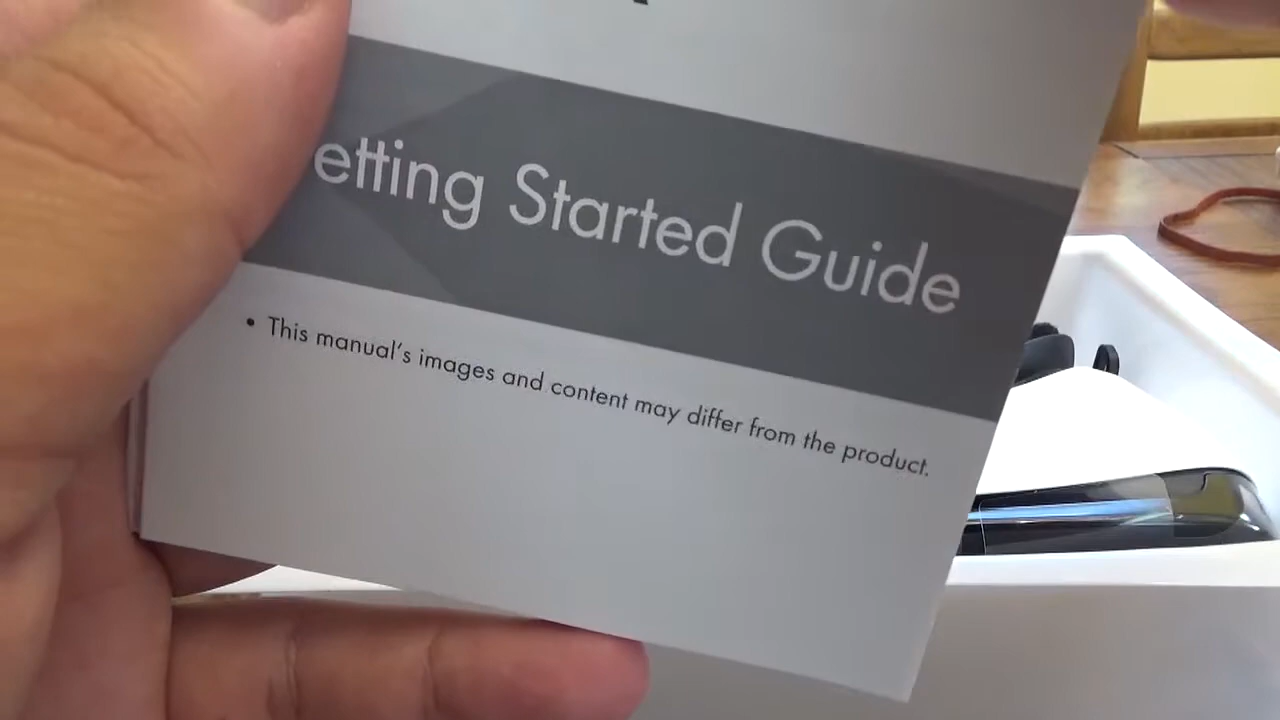 etting Started Guide
• This manual's images and content may differ from the product.